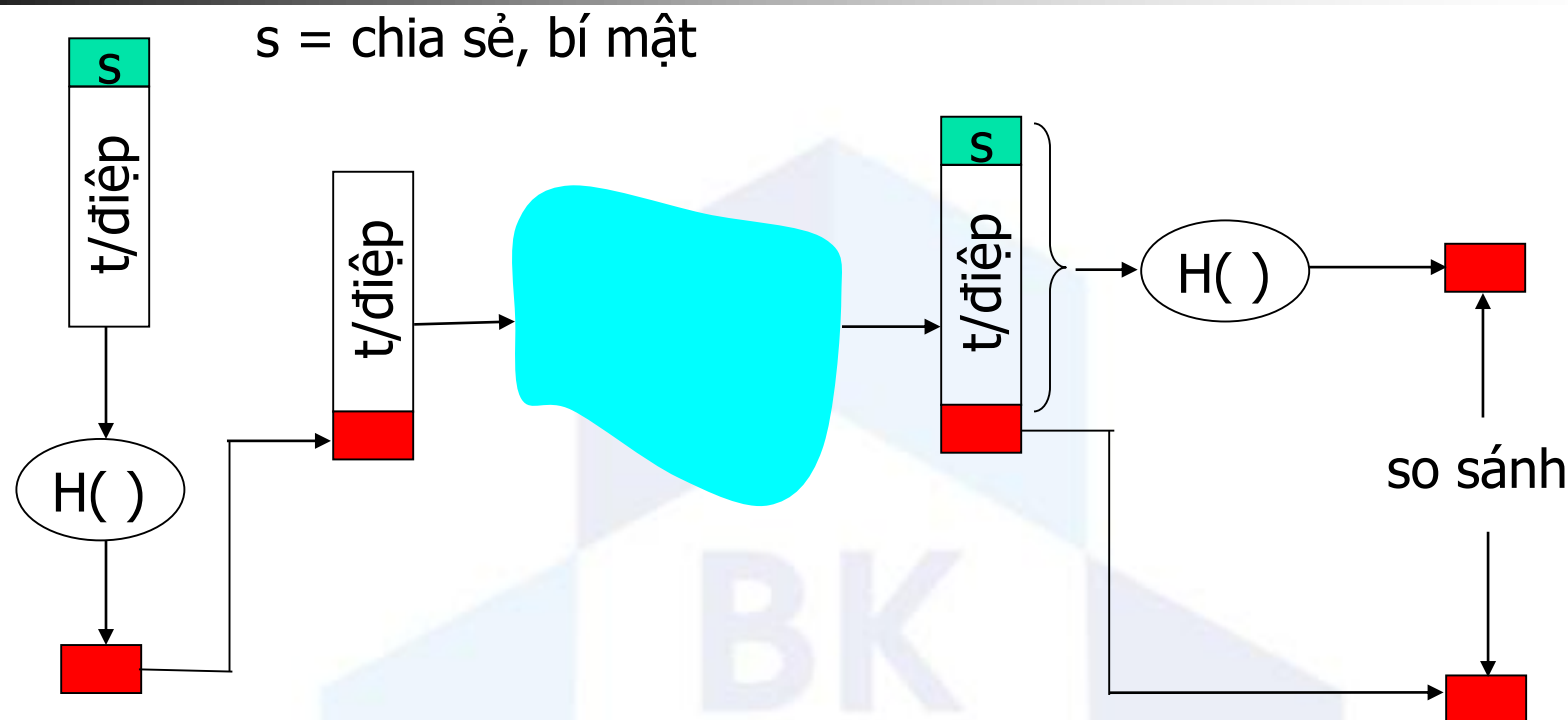 s = chia sẻ, bí mật
s
t/điệp
H( )
t/điệp
s
t/điệp
H( )
so sánh
BK